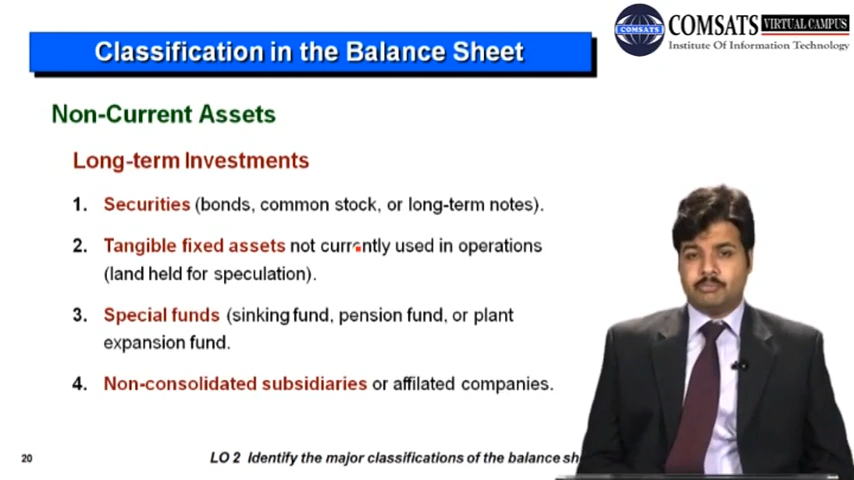 COMSATS VIRTUAL CAMPUS
COMSATS
Institute Of Information Technology
Classification in the Balance Sheet
Non-Current Assets
Long-term Investments
1. Securities (bonds, common stock, or long-term notes).
2. Tangible fixed assets not currently used in operations
(land held for speculation).
3. Special funds (sinking fund, pension fund, or plant
expansion fund.
4. Non-consolidated subsidiaries or affilated companies.
20
LO 2 Identify the major classifications of the balance sh